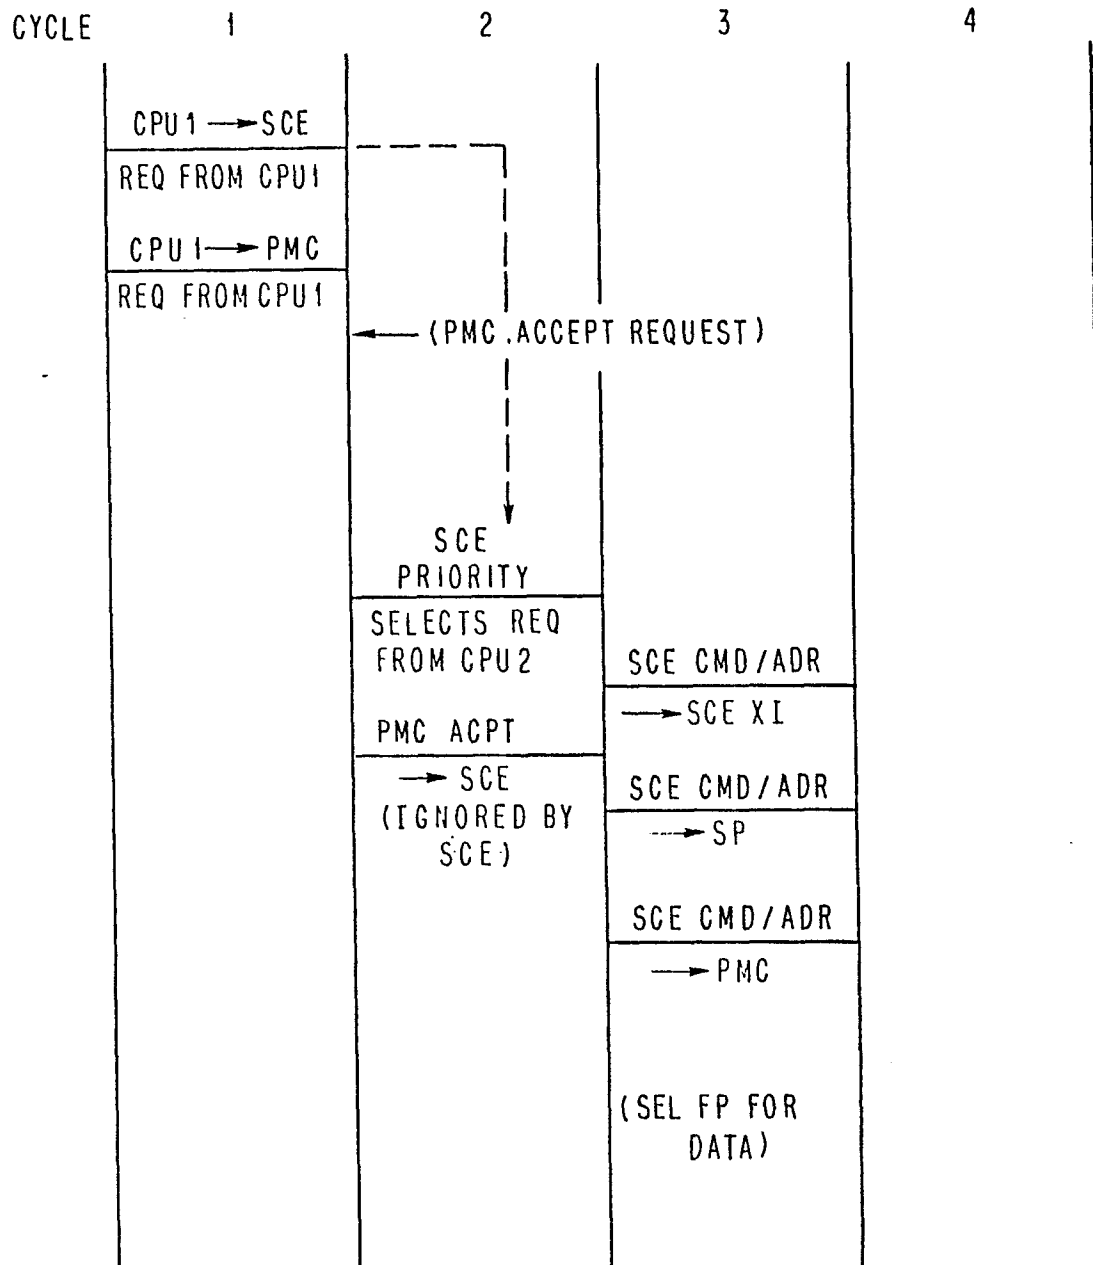 CYCLE 1 2 3 4
CPU1 → SCE
REQ FROM CPU1
CPU1 → PMC
REQ FROM CPU1
(PMC ACCEPT REQUEST)
SCE
PRIORITY
SELECTS REQ
FROM CPU2
PMC ACPT
→ SCE
(IGNORED BY
SCE)
SCE CMD/ADR
→ SCE XI
SCE CMD/ADR
→ SP
SCE CMD/ADR
→ PMC
(SEL FP FOR
DATA)